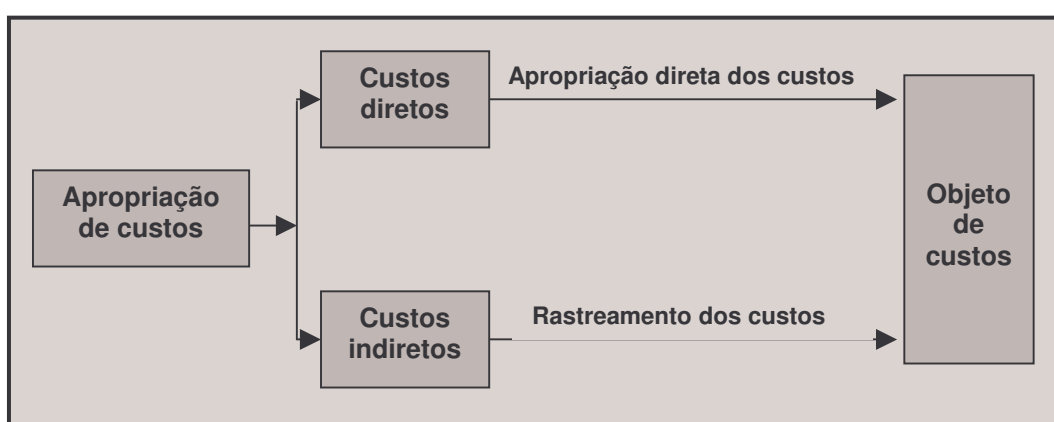 Apropriação
de custos
Custos
diretos
Apropriação direta dos custos
Custos
indiretos
Rastreamento dos custos
Objeto
de
custos